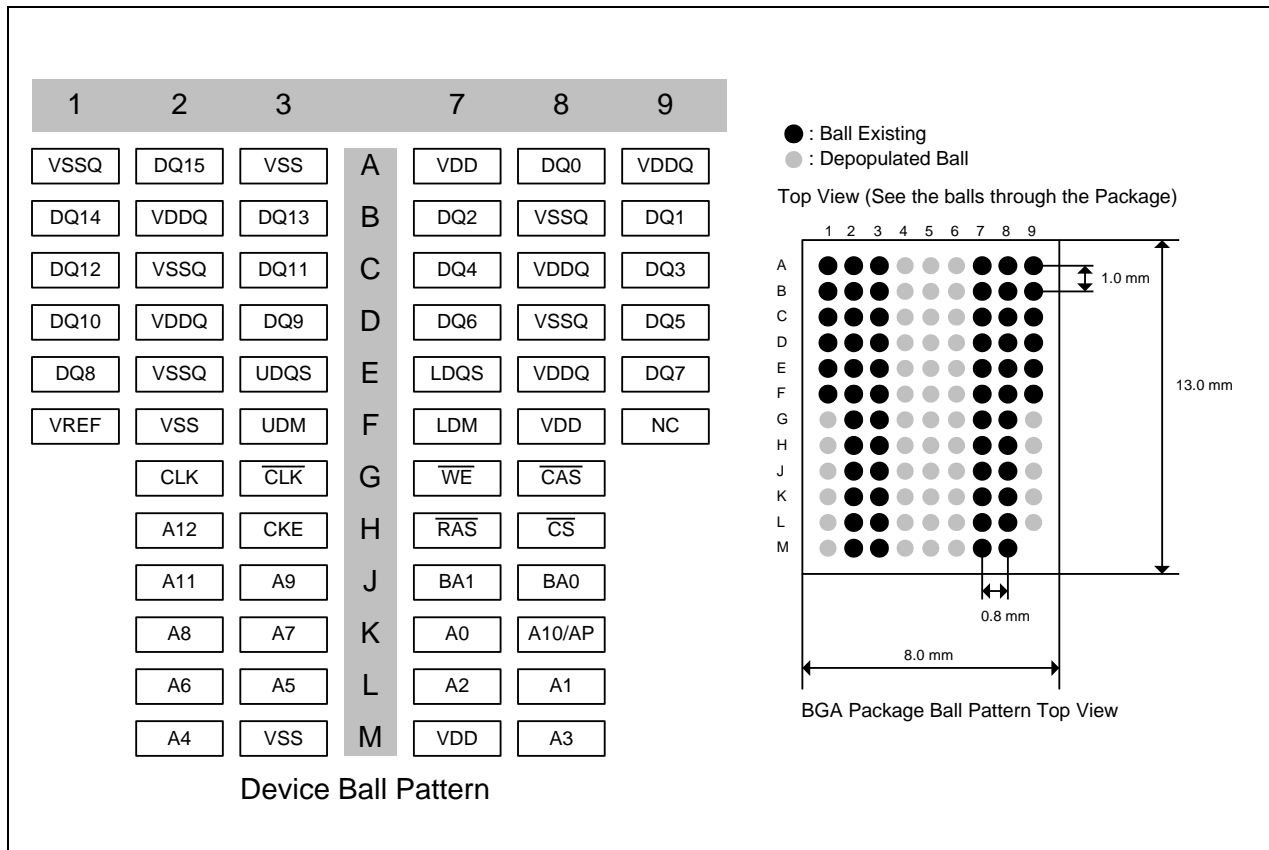 1 2 3 7 8 9
VSSQ DQ15 VSS A VDD DQ0 VDDQ
DQ14 VDDQ DQ13 B DQ2 VSSQ DQ1
DQ12 VSSQ DQ11 C DQ4 VDDQ DQ3
DQ10 VDDQ DQ9 D DQ6 VSSQ DQ5
DQ8 VSSQ UDQS E LDQS VDDQ DQ7
VREF VSS UDM F LDM VDD NC
CLK C̅L̅K̅ G W̅E̅ C̅A̅S̅
A12 CKE H R̅A̅S̅ C̅S̅
A11 A9 J BA1 BA0
A8 A7 K A0 A10/AP
A6 A5 L A2 A1
A4 VSS M VDD A3
Device Ball Pattern
: Ball Existing
: Depopulated Ball
Top View (See the balls through the Package)
1 2 3 4 5 6 7 8 9
A
B
C
D
E
F
G
H
J
K
L
M
1.0 mm
13.0 mm
0.8 mm
8.0 mm
BGA Package Ball Pattern Top View